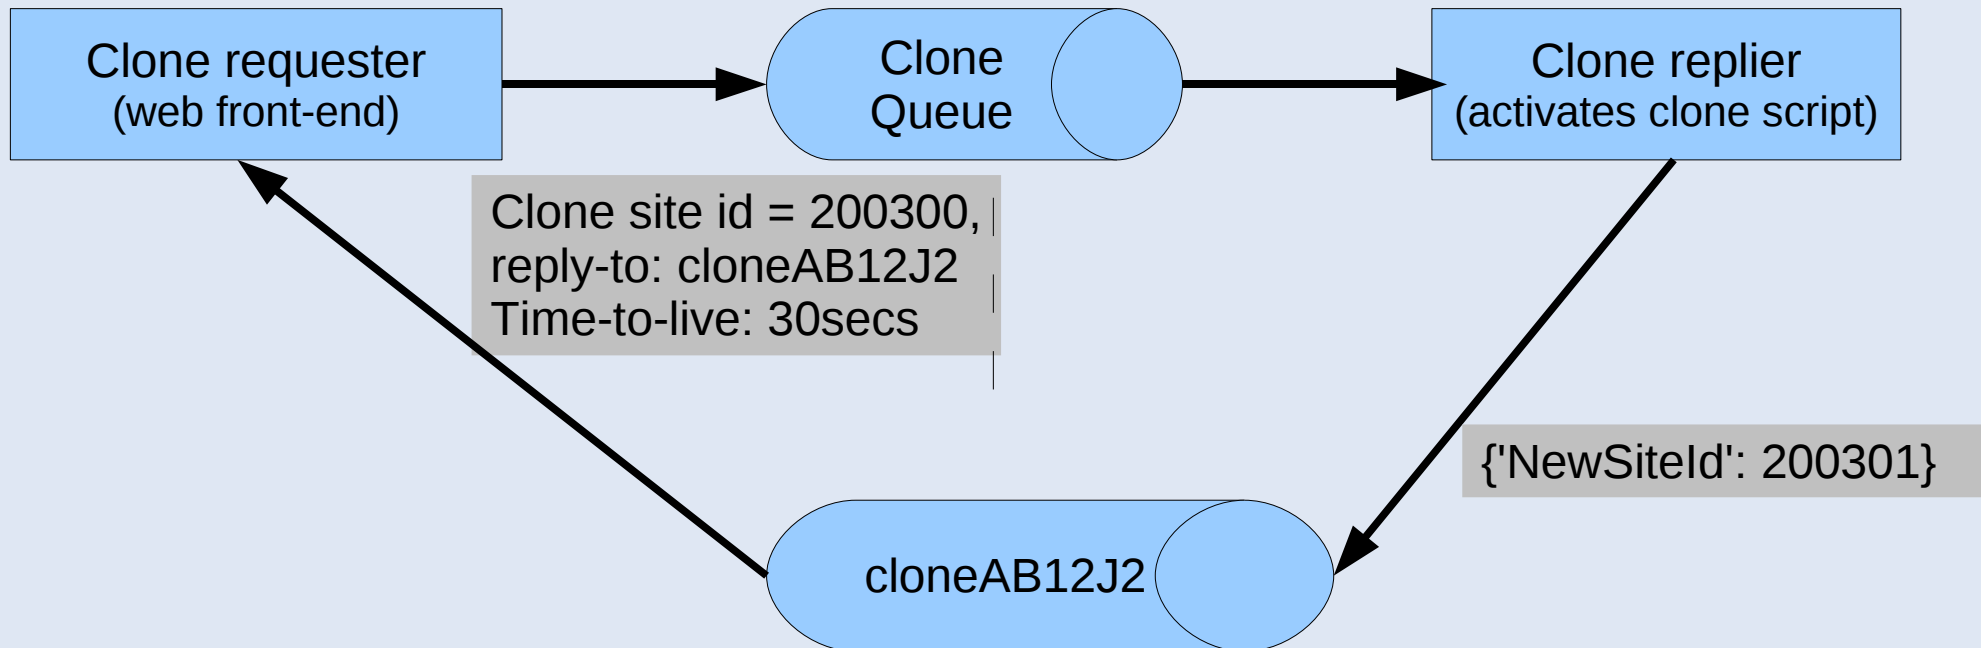 Clone requester
(web front-end)
Clone
Queue
Clone replier
(activates clone script)
Clone site id = 200300,
reply-to: cloneAB12J2
Time-to-live: 30secs
{'NewSiteId': 200301}
cloneAB12J2